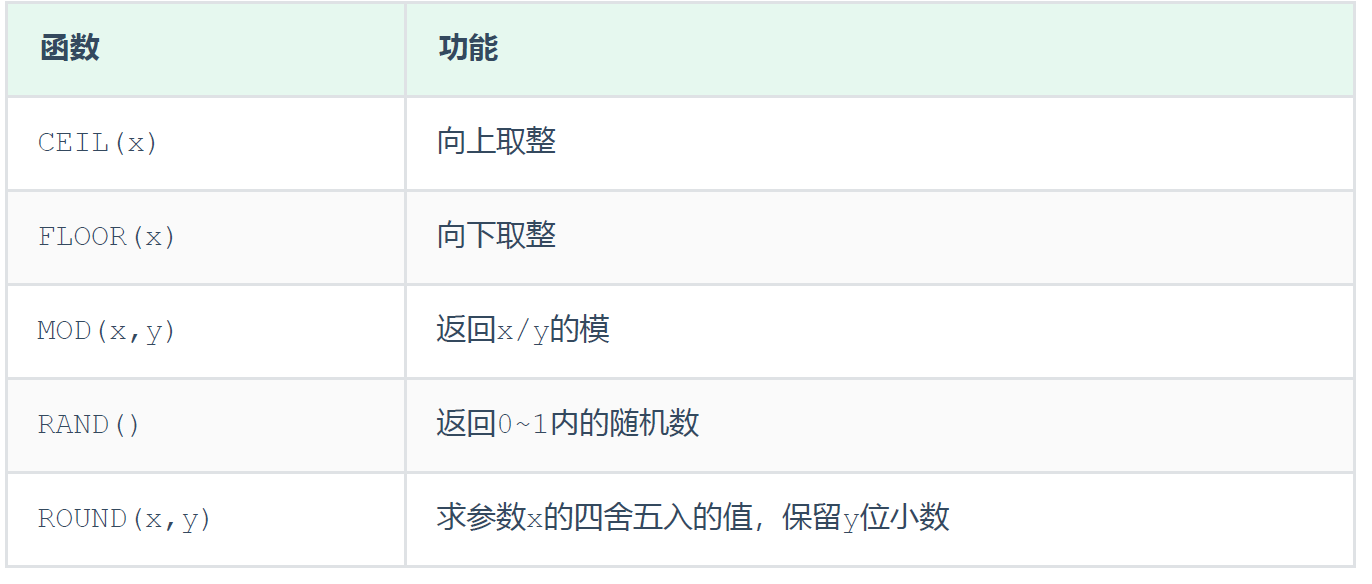 函数 功能
CEIL(x) 向上取整
FLOOR(x) 向下取整
MOD(x,y) 返回x/y的模
RAND() 返回0~1内的随机数
ROUND(x,y) 求参数x的四舍五入的值，保留y位小数